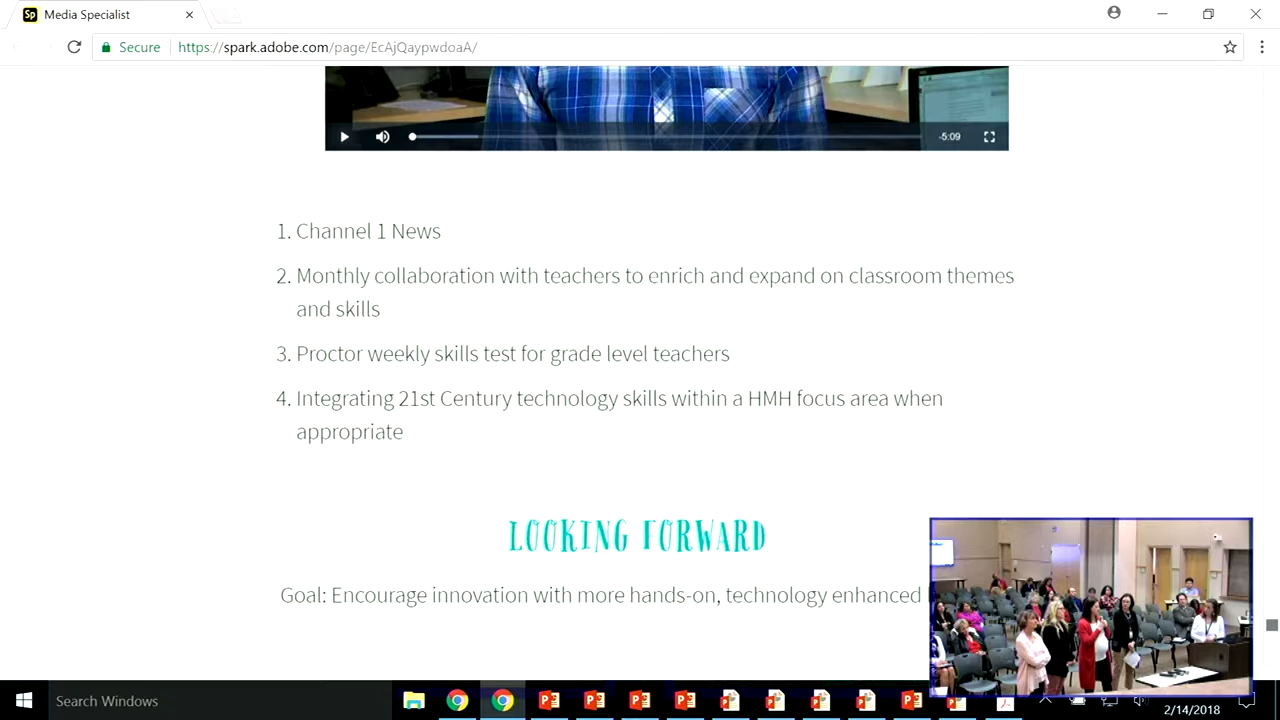 Sp Media Specialist
Secure https://spark.adobe.com/page/EcAjQaypwdoaA/
-5:09
1. Channel 1 News
2. Monthly collaboration with teachers to enrich and expand on classroom themes
and skills
3. Proctor weekly skills test for grade level teachers
4. Integrating 21st Century technology skills within a HMH focus area when
appropriate
LOOKING FORWARD
Goal: Encourage innovation with more hands-on, technology enhanced
Search Windows
2/14/2018